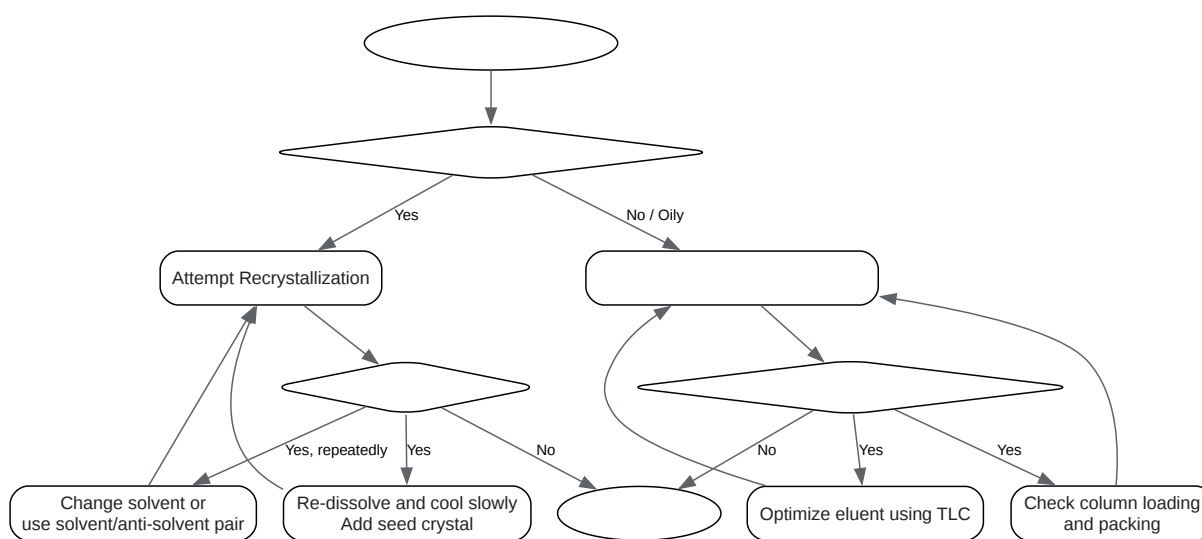 Yes
No / Oily
Attempt Recrystallization
Yes, repeatedly
Yes
No
No
Yes
Yes
Change solvent or
use solvent/anti-solvent pair
Re-dissolve and cool slowly
Add seed crystal
Optimize eluent using TLC
Check column loading
and packing